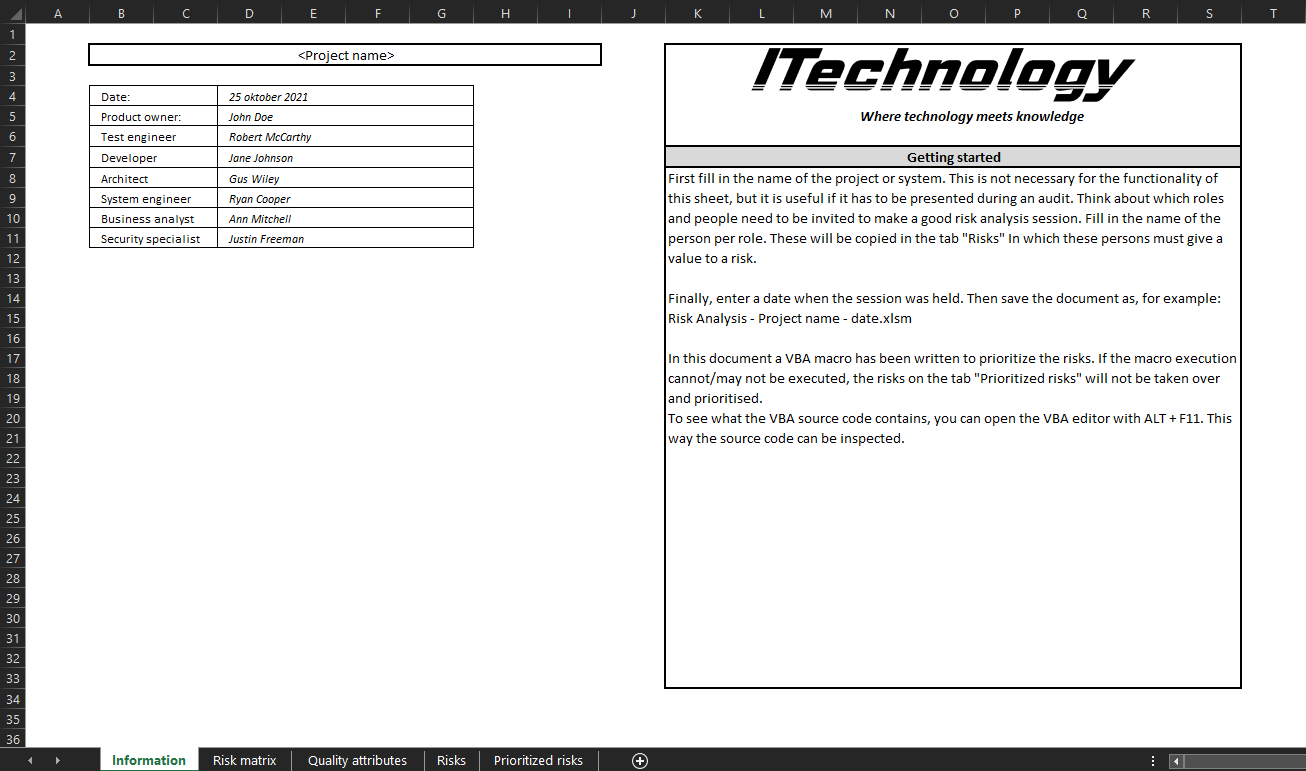 A B C D E F G H I J K L M N O P Q R S T
1
2
3
4
5
6
7
8
9
10
11
12
13
14
15
16
17
18
19
20
21
22
23
24
25
26
27
28
29
30
31
32
33
34
35
36
<Project name>
Date: 25 oktober 2021
Product owner: John Doe
Test engineer Robert McCarthy
Developer Jane Johnson
Architect Gus Wiley
System engineer Ryan Cooper
Business analyst Ann Mitchell
Security specialist Justin Freeman
ITechnology
Where technology meets knowledge
Getting started
First fill in the name of the project or system. This is not necessary for the functionality of
this sheet, but it is useful if it has to be presented during an audit. Think about which roles
and people need to be invited to make a good risk analysis session. Fill in the name of the
person per role. These will be copied in the tab "Risks" In which these persons must give a
value to a risk.
Finally, enter a date when the session was held. Then save the document as, for example:
Risk Analysis - Project name - date.xlsm
In this document a VBA macro has been written to prioritize the risks. If the macro execution
cannot/may not be executed, the risks on the tab "Prioritized risks" will not be taken over
and prioritised.
To see what the VBA source code contains, you can open the VBA editor with ALT + F11. This
way the source code can be inspected.
Information Risk matrix Quality attributes Risks Prioritized risks